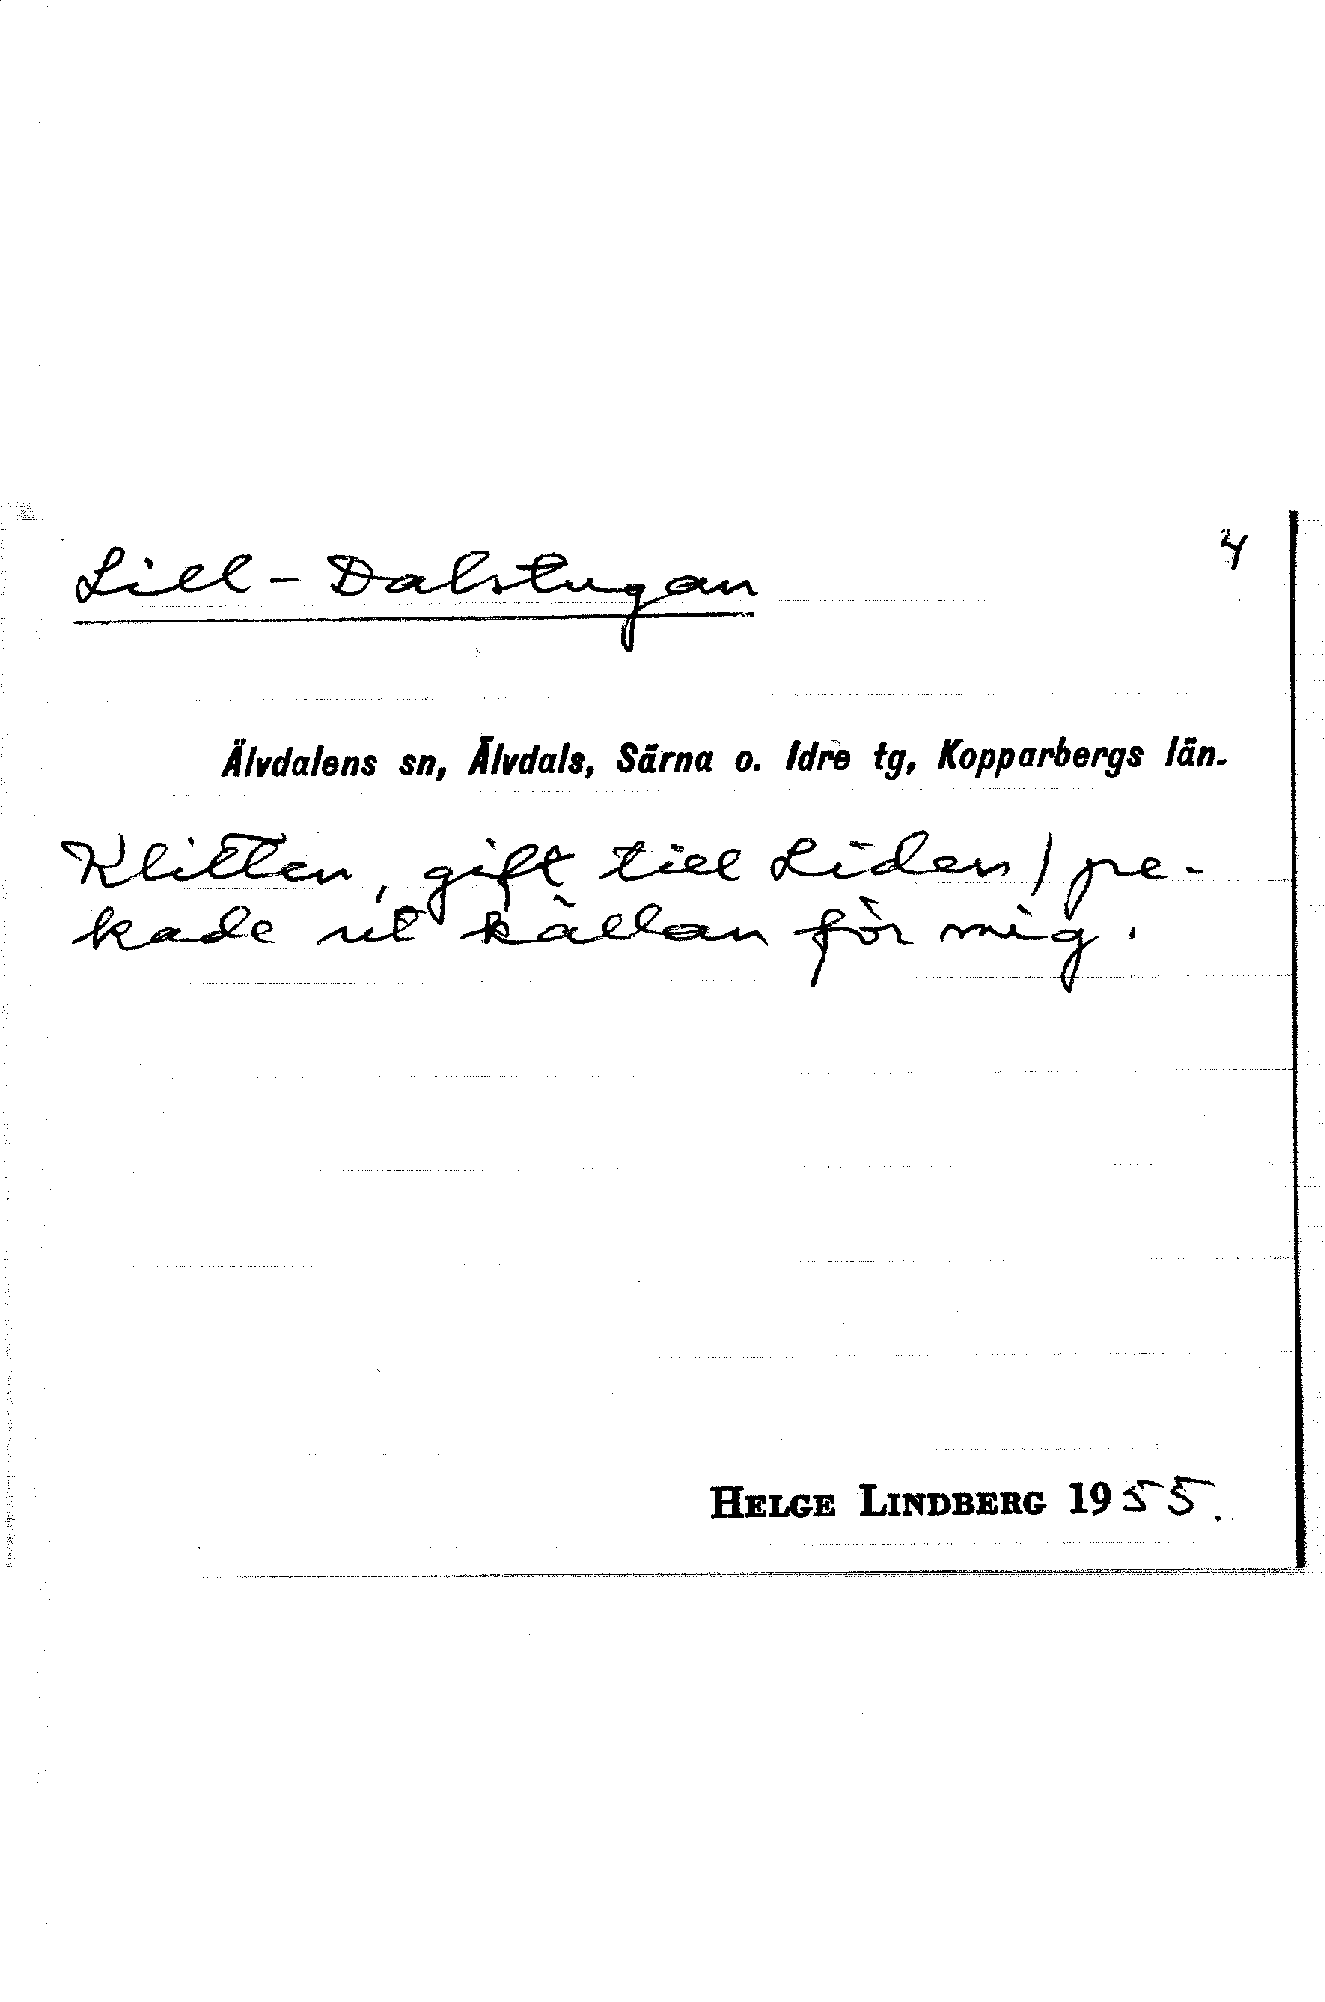 4
Lill-Dalstugan
Älvdalens sn, Älvdals, Särna o. Idre tg, Kopparbergs län.
Klitten, gift till Liden) pe-
kade ut källan för mig.
HELGE LINDBERG 1955.